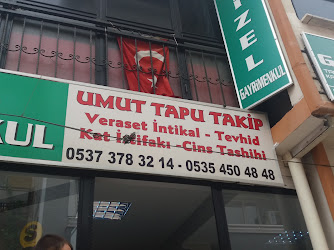 UMUT TAPU TAKİP
Veraset İntikal - Tevhid
Kat İrtifakı - Cins Tashihi
0537 378 32 14 - 0535 450 48 48
KUL
İZEL
GAYRİMENKUL